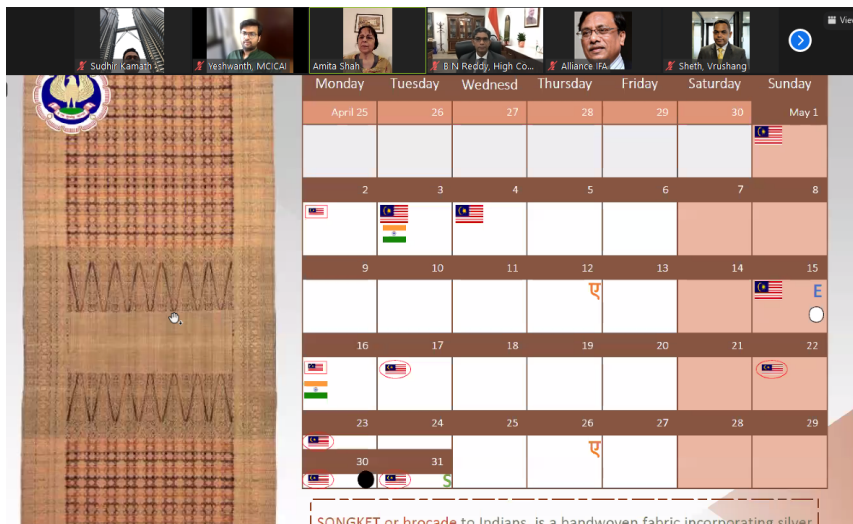 View
Sudhir Kamath
Yeshwanth, MCICAI
Amita Shah
B N Reddy, High Co...
Alliance IFA
Sheth, Vrushang
Monday Tuesday Wednesd Thursday Friday Saturday Sunday
April 25 26 27 28 29 30 May 1
2 3 4 5 6 7 8
9 10 11 12 13 14 15
ए E
16 17 18 19 20 21 22
23 24 25 26 27 28 29
ए
30 31
S
SONGKET or brocade to Indians, is a handwoven fabric incorporating silver